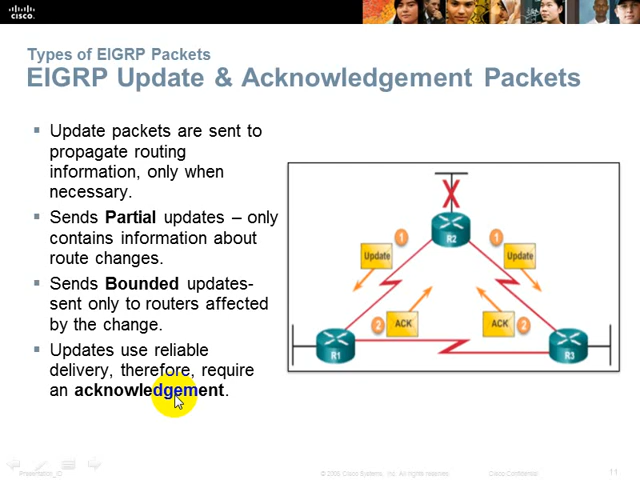 CISCO.
Types of EIGRP Packets
EIGRP Update & Acknowledgement Packets
Update packets are sent to
propagate routing
information, only when
necessary.
Sends Partial updates – only
contains information about
route changes.
Sends Bounded updates-
sent only to routers affected
by the change.
Updates use reliable
delivery, therefore, require
an acknowledgement.
R2
1
1
Update
Update
2
ACK
ACK
2
R1
R3
Presentation_ID
© 2006 Cisco Systems, Inc. All rights reserved.
Cisco Confidential
11